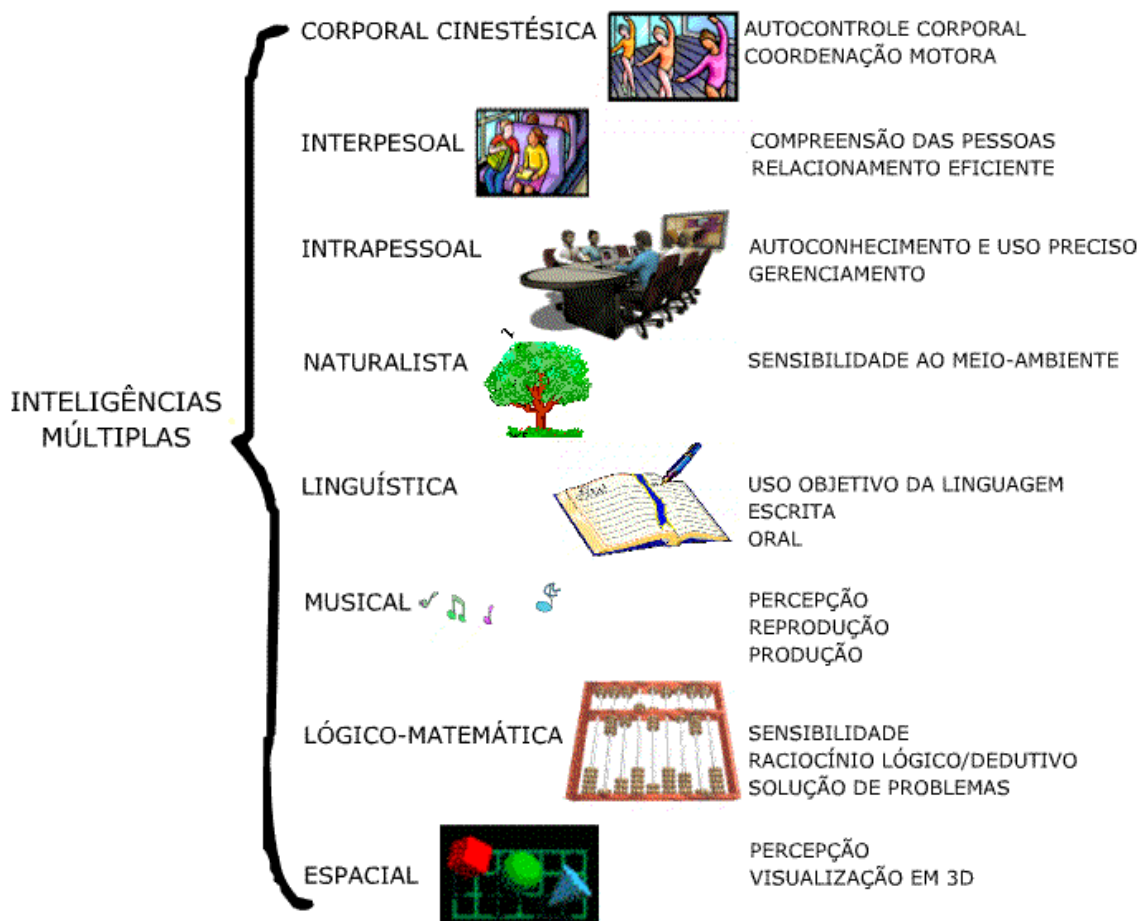 CORPORAL CINESTÉSICA
AUTOCONTROLE CORPORAL
COORDENAÇÃO MOTORA
INTERPESOAL
COMPREENSÃO DAS PESSOAS
RELACIONAMENTO EFICIENTE
INTRAPESSOAL
AUTOCONHECIMENTO E USO PRECISO
GERENCIAMENTO
NATURALISTA
SENSIBILIDADE AO MEIO-AMBIENTE
INTELIGÊNCIAS
MÚLTIPLAS
LINGUÍSTICA
USO OBJETIVO DA LINGUAGEM
ESCRITA
ORAL
MUSICAL
PERCEPÇÃO
REPRODUÇÃO
PRODUÇÃO
LÓGICO-MATEMÁTICA
SENSIBILIDADE
RACIOCÍNIO LÓGICO/DEDUTIVO
SOLUÇÃO DE PROBLEMAS
ESPACIAL
PERCEPÇÃO
VISUALIZAÇÃO EM 3D